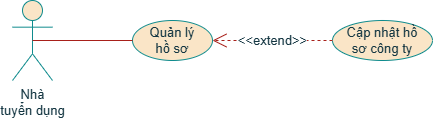 Quản lý
hồ sơ
<<extend>>
Cập nhật hồ
sơ công ty
Nhà
tuyển dụng